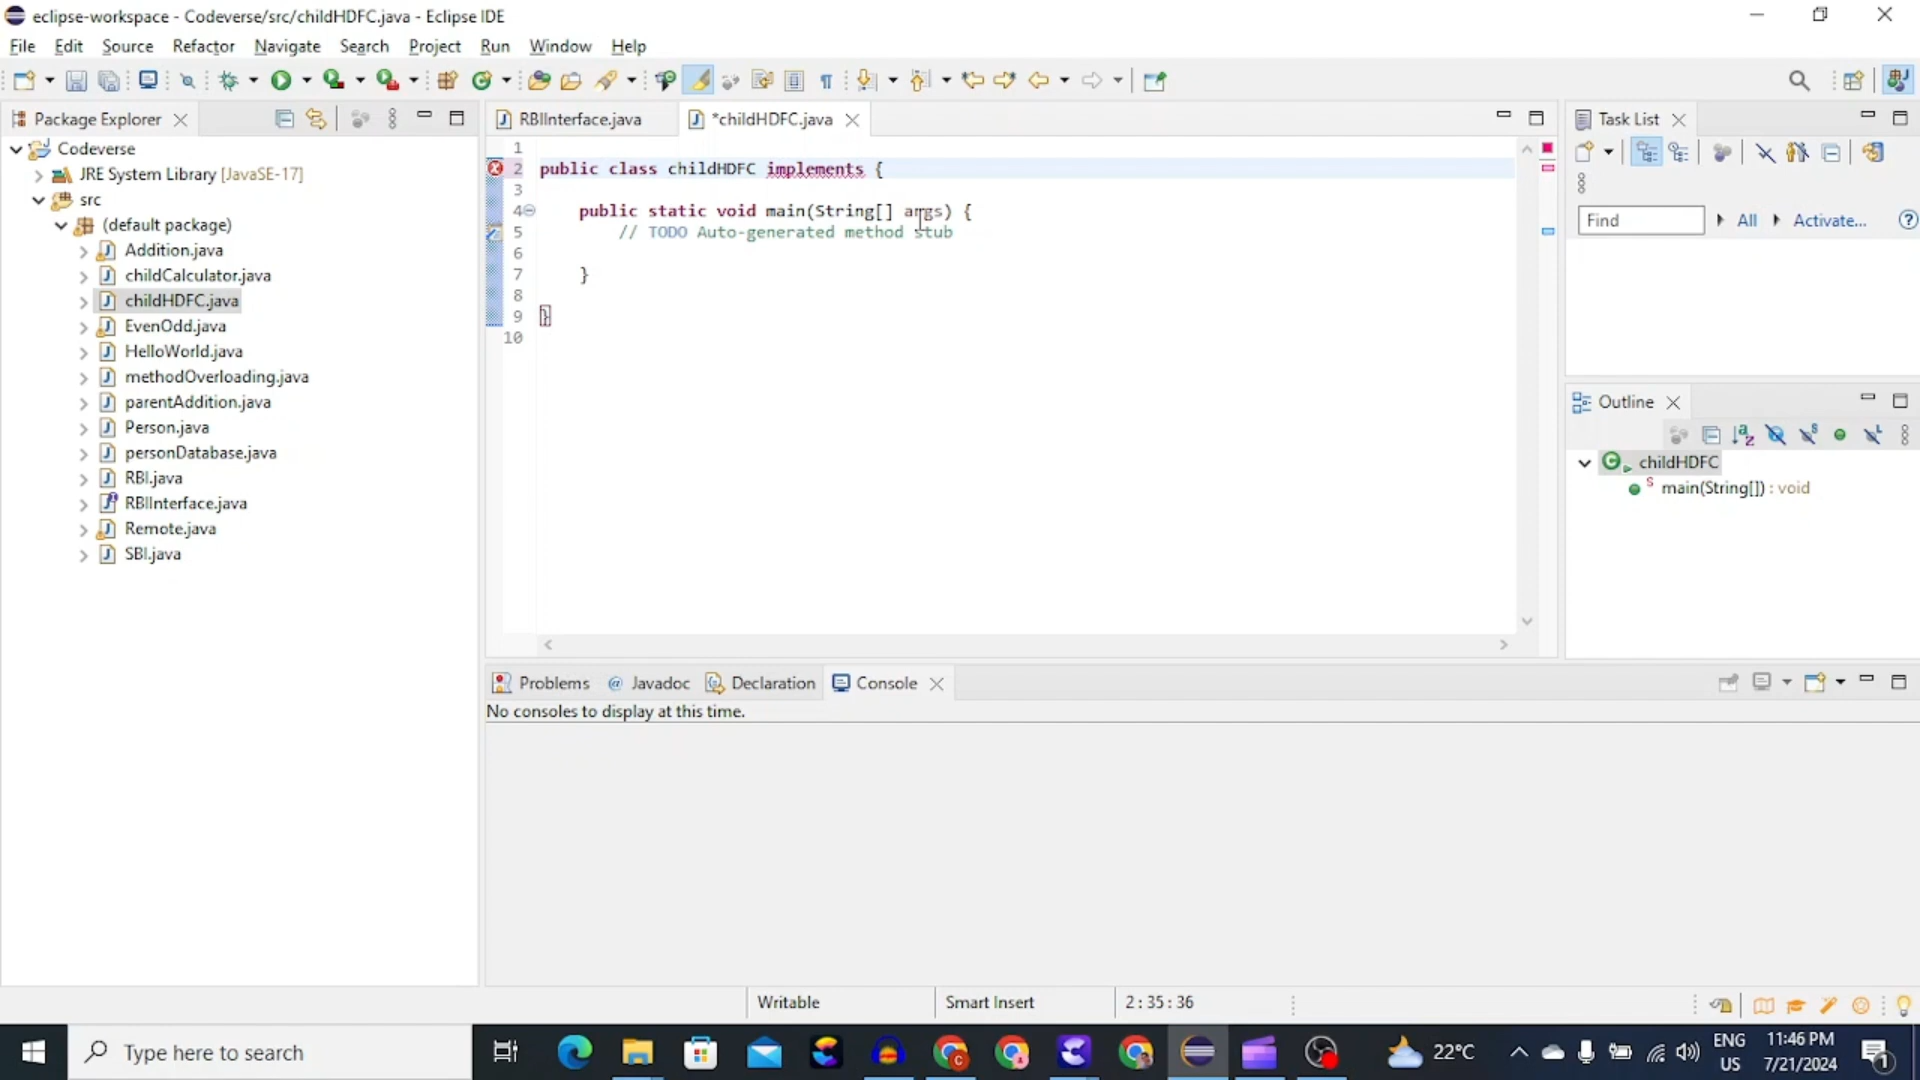 eclipse-workspace - Codeverse/src/childHDFC.java - Eclipse IDE
File Edit Source Refactor Navigate Search Project Run Window Help
Package Explorer
Codeverse
JRE System Library [JavaSE-17]
src
(default package)
Addition.java
childCalculator.java
childHDFC.java
EvenOdd.java
HelloWorld.java
methodOverloading.java
parentAddition.java
Person.java
personDatabase.java
RBI.java
RBIInterface.java
Remote.java
SBI.java
RBIInterface.java *childHDFC.java
1
2 public class childHDFC implements {
3
4 public static void main(String[] args) {
5 // TODO Auto-generated method stub
6
7 }
8
9 }
10
Task List
Find All Activate...
Outline
childHDFC
main(String[]) : void
Problems @ Javadoc Declaration Console
No consoles to display at this time.
Writable Smart Insert 2 : 35 : 36
Type here to search
22°C
ENG
US
11:46 PM
7/21/2024
1